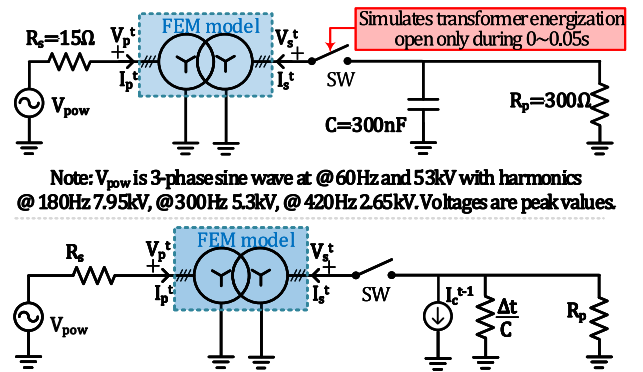 FEM model
Simulates transformer energization
open only during 0~0.05s
Rs=15Ω
Vpᵗ
+
Ipᵗ
Vsᵗ
+
Isᵗ
SW
Vpow
C=300nF
Rp=300Ω
Note: Vpow is 3-phase sine wave at @60Hz and 53kV with harmonics
@ 180Hz 7.95kV, @300Hz 5.3kV, @ 420Hz 2.65kV. Voltages are peak values.
FEM model
Rs
Vpᵗ
+
Ipᵗ
Vsᵗ
+
Isᵗ
SW
Vpow
Icᵗ⁻¹
Δt
C
Rp